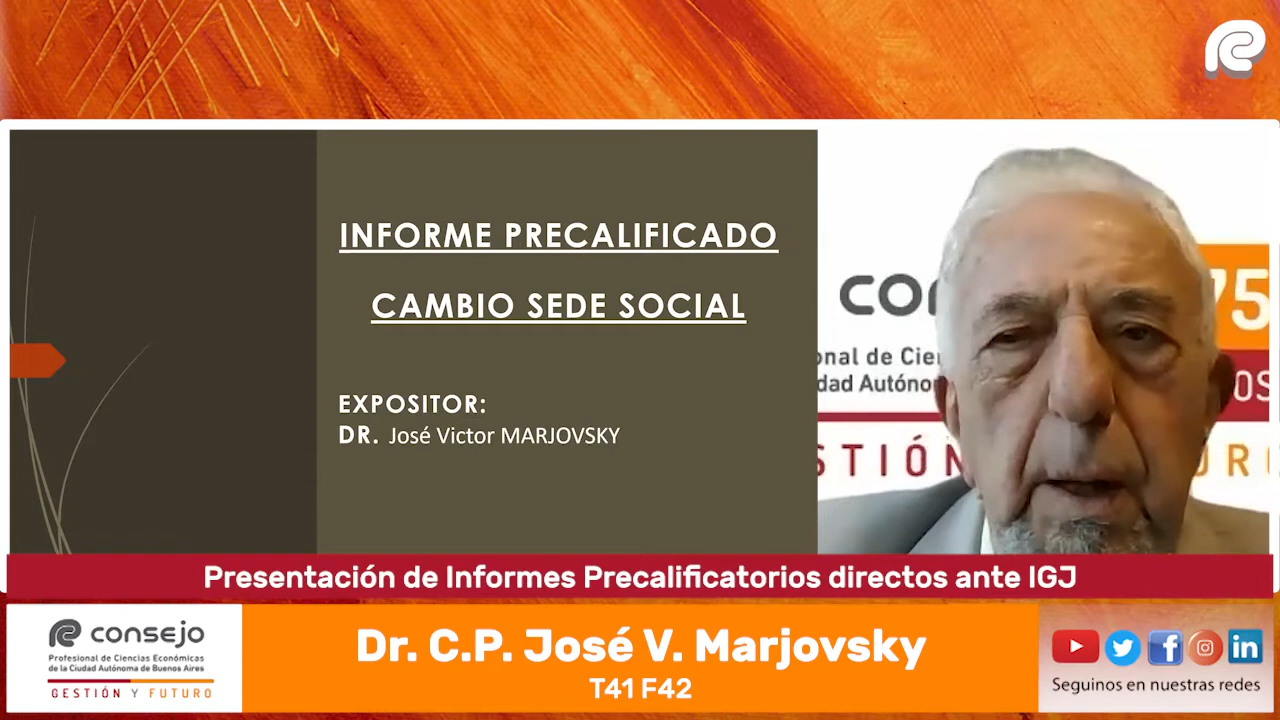 INFORME PRECALIFICADO
CAMBIO SEDE SOCIAL
EXPOSITOR:
DR. José Victor MARJOVSKY
75
Presentación de Informes Precalificatorios directos ante IGJ
consejo
Profesional de Ciencias Económicas
de la Ciudad Autónoma de Buenos Aires
GESTIÓN Y FUTURO
Dr. C.P. José V. Marjovsky
T41 F42
Seguinos en nuestras redes